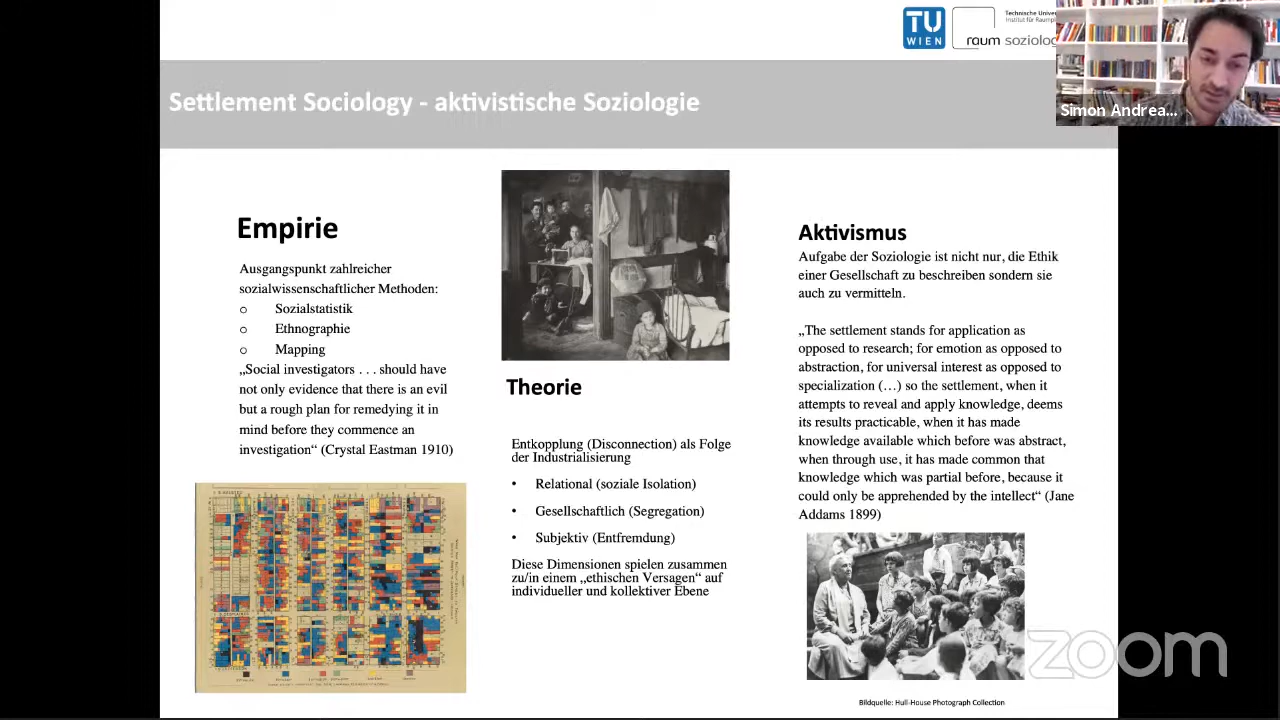 TU
WIEN
Technische Univer
Institut für Raumpl
raum soziolog
Simon Andrea...
Settlement Sociology - aktivistische Soziologie
Empirie
Ausgangspunkt zahlreicher
sozialwissenschaftlicher Methoden:
o Sozialstatistik
o Ethnographie
o Mapping
„Social investigators . . . should have
not only evidence that there is an evil
but a rough plan for remedying it in
mind before they commence an
investigation“ (Crystal Eastman 1910)
Theorie
Entkopplung (Disconnection) als Folge
der Industrialisierung
• Relational (soziale Isolation)
• Gesellschaftlich (Segregation)
• Subjektiv (Entfremdung)
Diese Dimensionen spielen zusammen
zu/in einem „ethischen Versagen“ auf
individueller und kollektiver Ebene
Aktivismus
Aufgabe der Soziologie ist nicht nur, die Ethik
einer Gesellschaft zu beschreiben sondern sie
auch zu vermitteln.
„The settlement stands for application as
opposed to research; for emotion as opposed to
abstraction, for universal interest as opposed to
specialization (…) so the settlement, when it
attempts to reveal and apply knowledge, deems
its results practicable, when it has made
knowledge available which before was abstract,
when through use, it has made common that
knowledge which was partial before, because it
could only be apprehended by the intellect“ (Jane
Addams 1899)
Bildquelle: Hull-House Photograph Collection
zoom